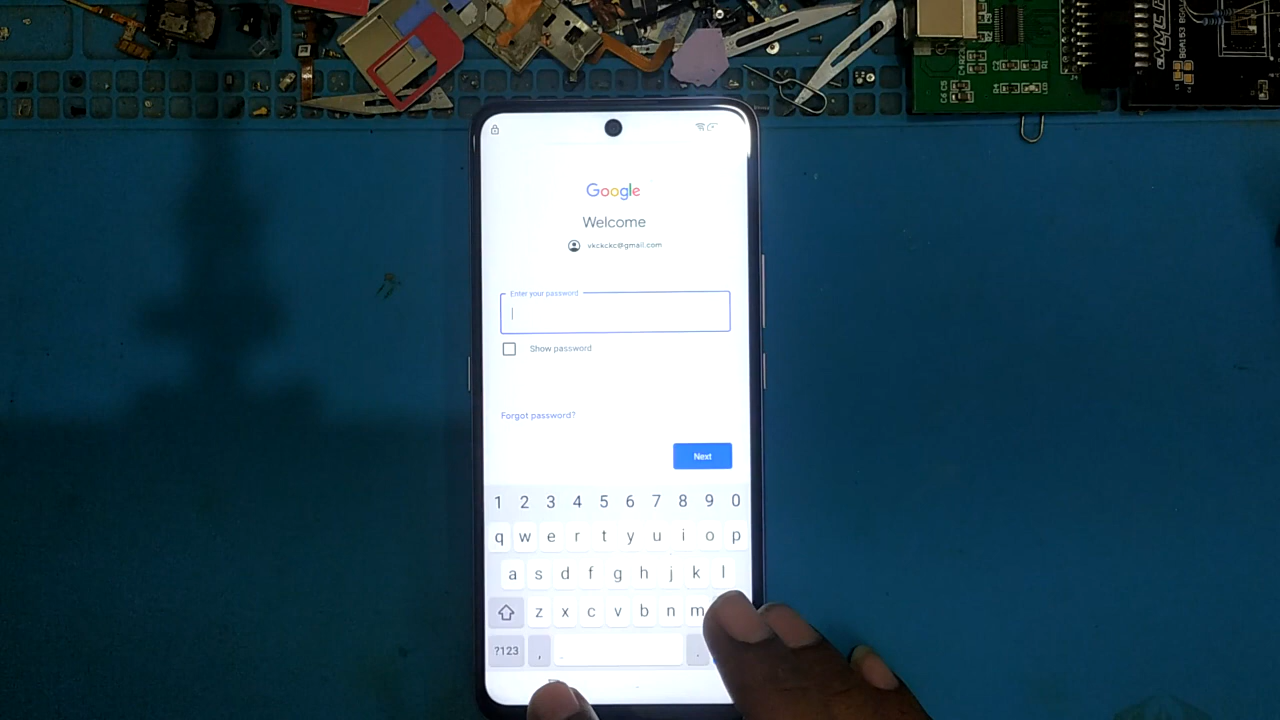 Google
Welcome
vkckckc@gmail.com
Enter your password
Show password
Forgot password?
Next
1 2 3 4 5 6 7 8 9 0
q w e r t y u i o p
a s d f g h j k l
z x c v b n m
?123 , .
BGA153